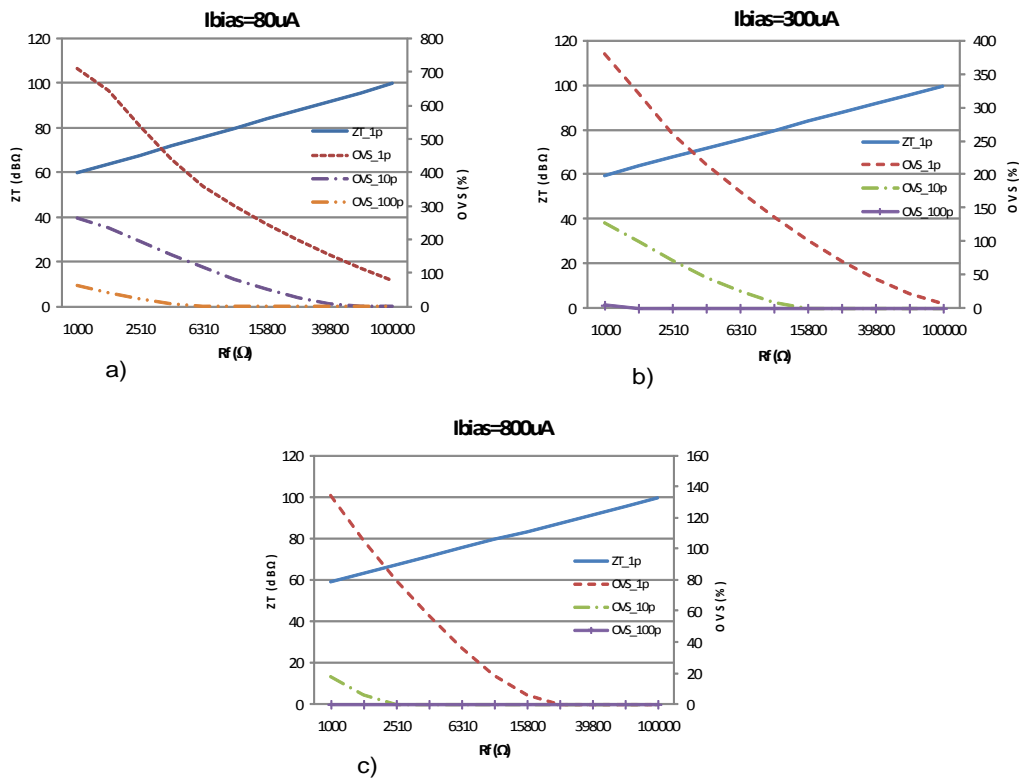 Ibias=80uA
120
100
80
60
40
20
0
ZT (dBΩ)
800
700
600
500
400
300
200
100
0
OVS (%)
ZT_1p
OVS_1p
OVS_10p
OVS_100p
1000 2510 6310 15800 39800 100000
Rf(Ω)
a)
Ibias=300uA
120
100
80
60
40
20
0
ZT (dBΩ)
400
350
300
250
200
150
100
50
0
OVS (%)
ZT_1p
OVS_1p
OVS_10p
OVS_100p
1000 2510 6310 15800 39800 100000
Rf(Ω)
b)
Ibias=800uA
120
100
80
60
40
20
0
ZT (dBΩ)
160
140
120
100
80
60
40
20
0
OVS (%)
ZT_1p
OVS_1p
OVS_10p
OVS_100p
1000 2510 6310 15800 39800 100000
Rf(Ω)
c)